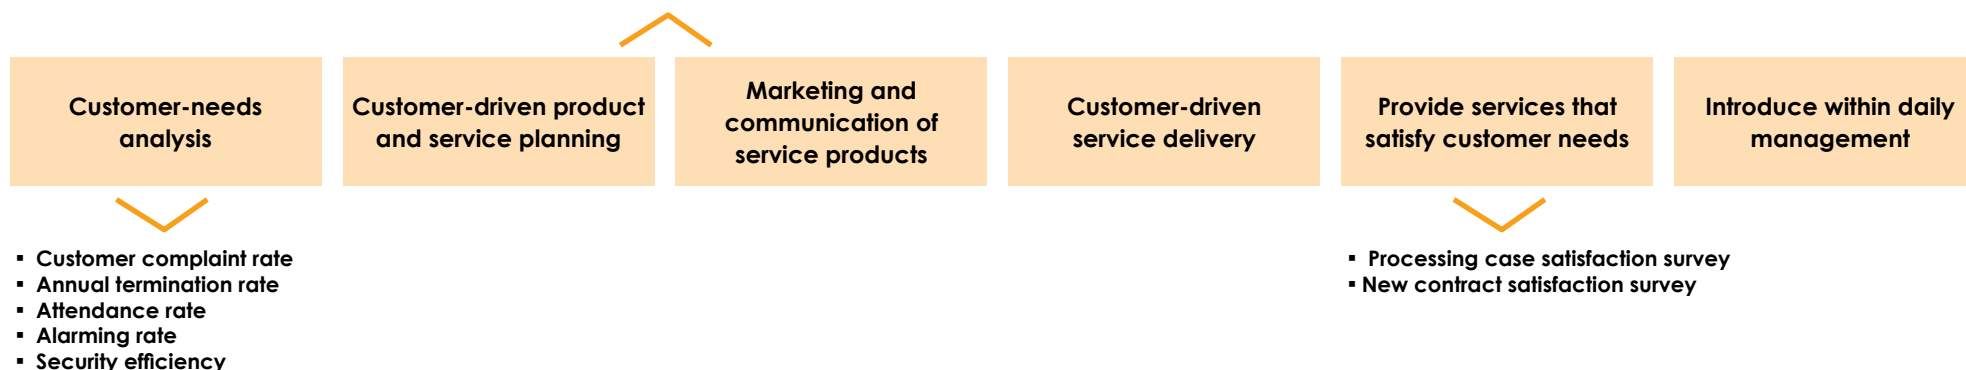 Customer-needs
analysis
Customer-driven product
and service planning
Marketing and
communication of
service products
Customer-driven
service delivery
Provide services that
satisfy customer needs
Introduce within daily
management
▪ Customer complaint rate
▪ Annual termination rate
▪ Attendance rate
▪ Alarming rate
▪ Security efficiency
▪ Processing case satisfaction survey
▪ New contract satisfaction survey